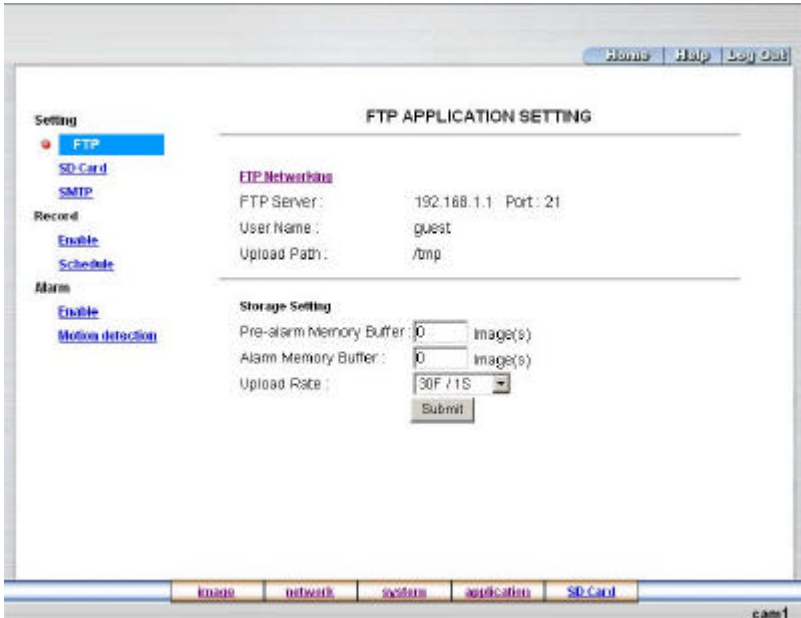 Home Help Log Out
FTP APPLICATION SETTING
Setting
FTP
SD Card
SMTP
Record
Enable
Schedule
Alarm
Enable
Motion detection
FTP Networking
FTP Server : 192.168.1.1 Port : 21
User Name : guest
Upload Path : /tmp
Storage Setting
Pre-alarm Memory Buffer : 0 image(s)
Alarm Memory Buffer : 0 image(s)
Upload Rate : 30F / 1S
Submit
image network system application SD Card
cam1